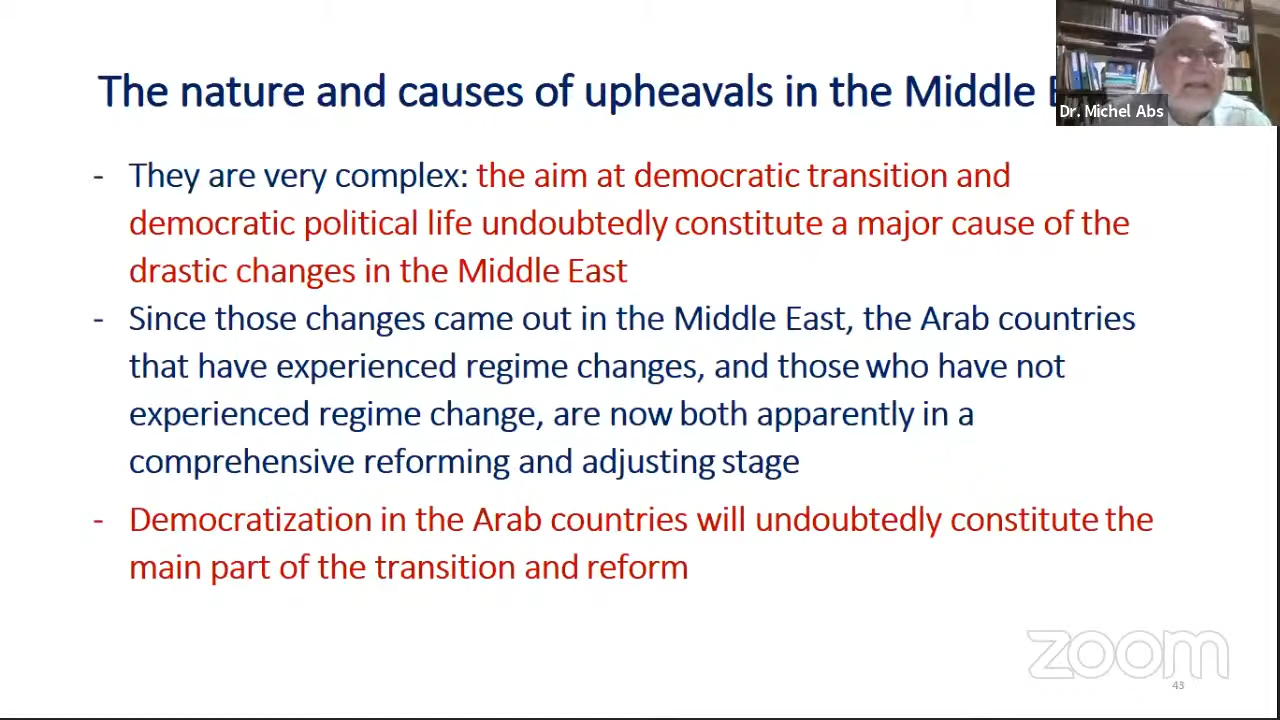 The nature and causes of upheavals in the Middle E
Dr. Michel Abs
- They are very complex: the aim at democratic transition and
democratic political life undoubtedly constitute a major cause of the
drastic changes in the Middle East
- Since those changes came out in the Middle East, the Arab countries
that have experienced regime changes, and those who have not
experienced regime change, are now both apparently in a
comprehensive reforming and adjusting stage
- Democratization in the Arab countries will undoubtedly constitute the
main part of the transition and reform
zoom
43